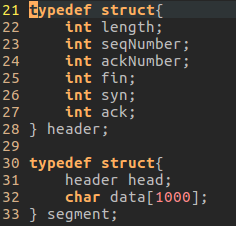 21 typedef struct{
22     int length;
23     int seqNumber;
24     int ackNumber;
25     int fin;
26     int syn;
27     int ack;
28 } header;
29
30 typedef struct{
31     header head;
32     char data[1000];
33 } segment;